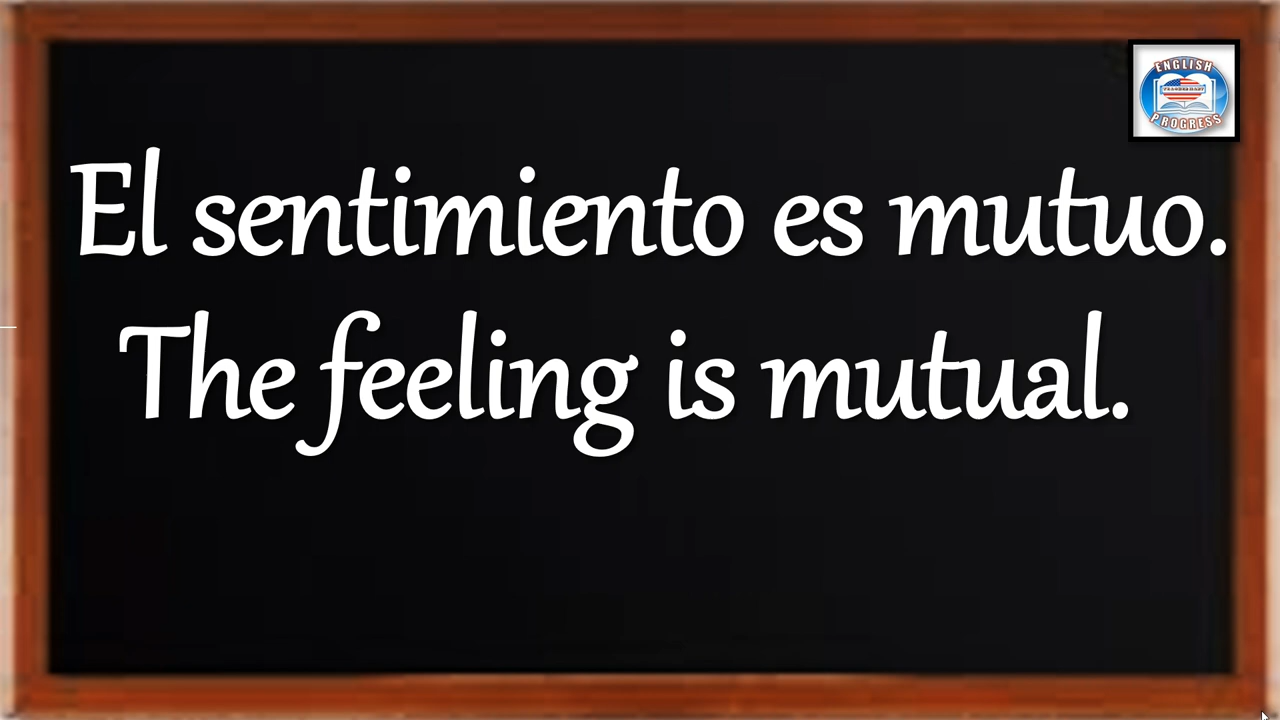 ENGLISH
PROGRESS
El sentimiento es mutuo.
The feeling is mutual.